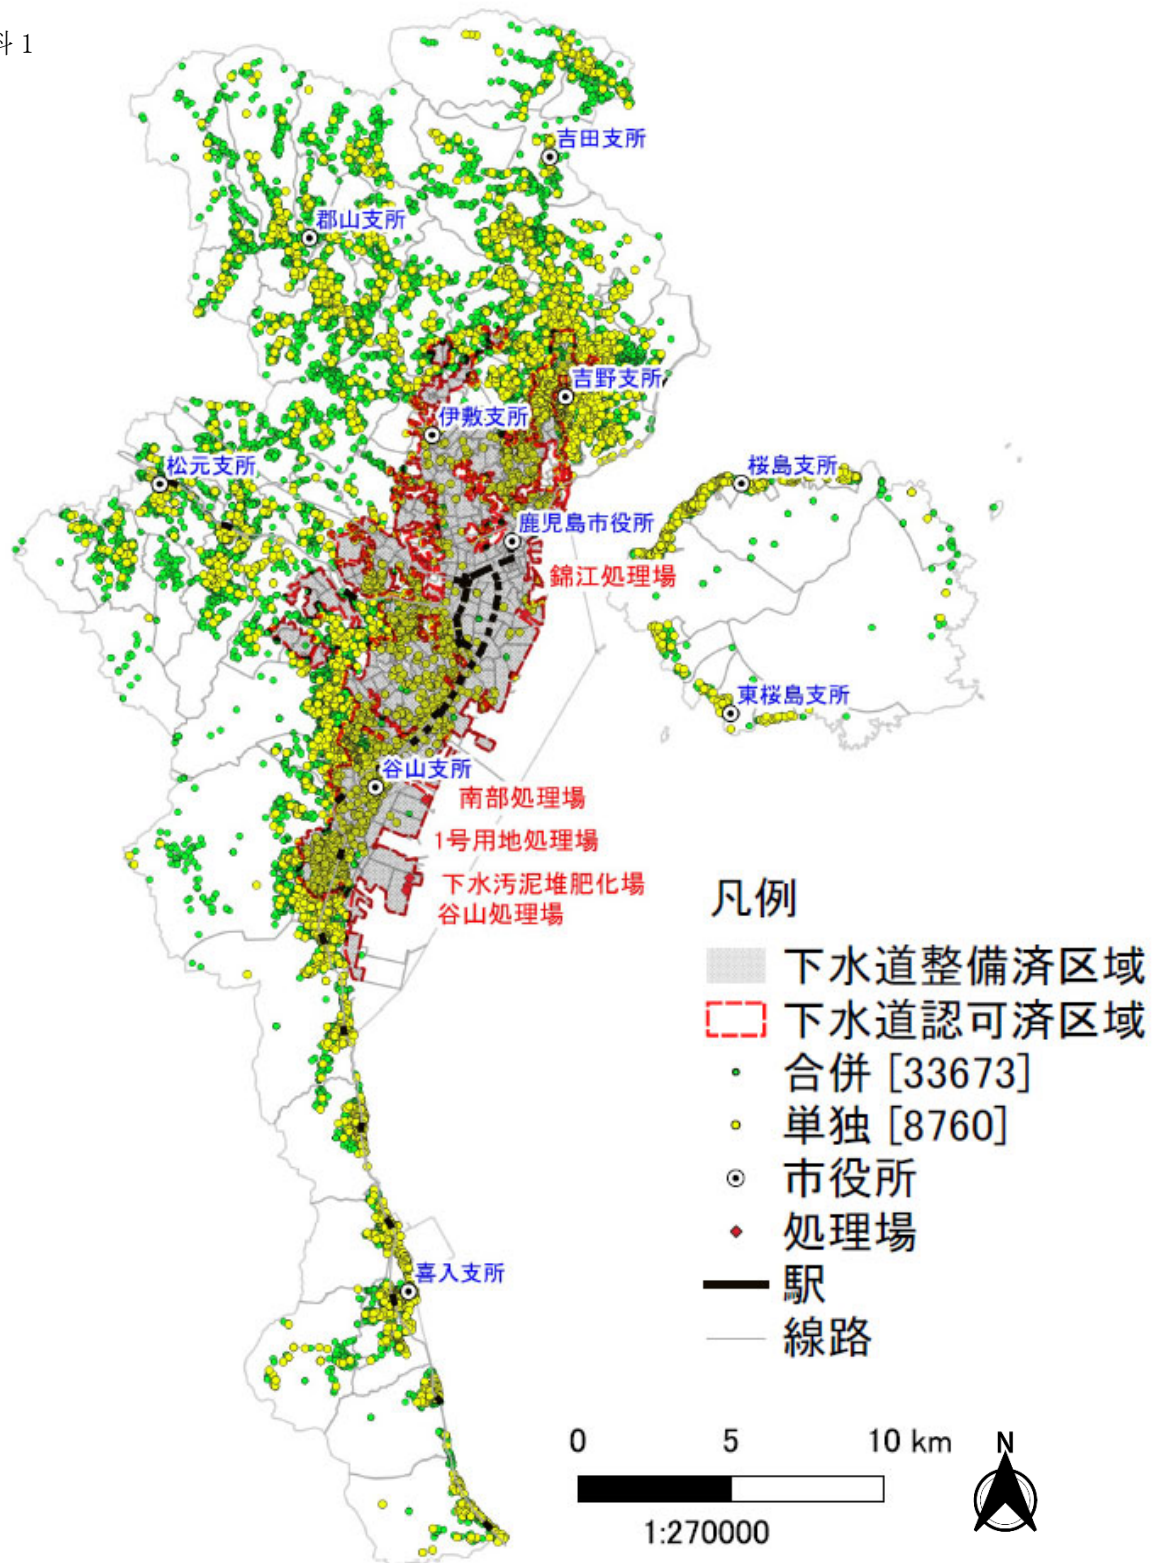 料 1
吉田支所
郡山支所
吉野支所
伊敷支所
松元支所
桜島支所
鹿児島市役所
錦江処理場
東桜島支所
谷山支所
南部処理場
1号用地処理場
下水汚泥堆肥化場
谷山処理場
喜入支所
凡例
下水道整備済区域
下水道認可済区域
合併 [33673]
単独 [8760]
市役所
処理場
駅
線路
0 5 10 km
N
1:270000